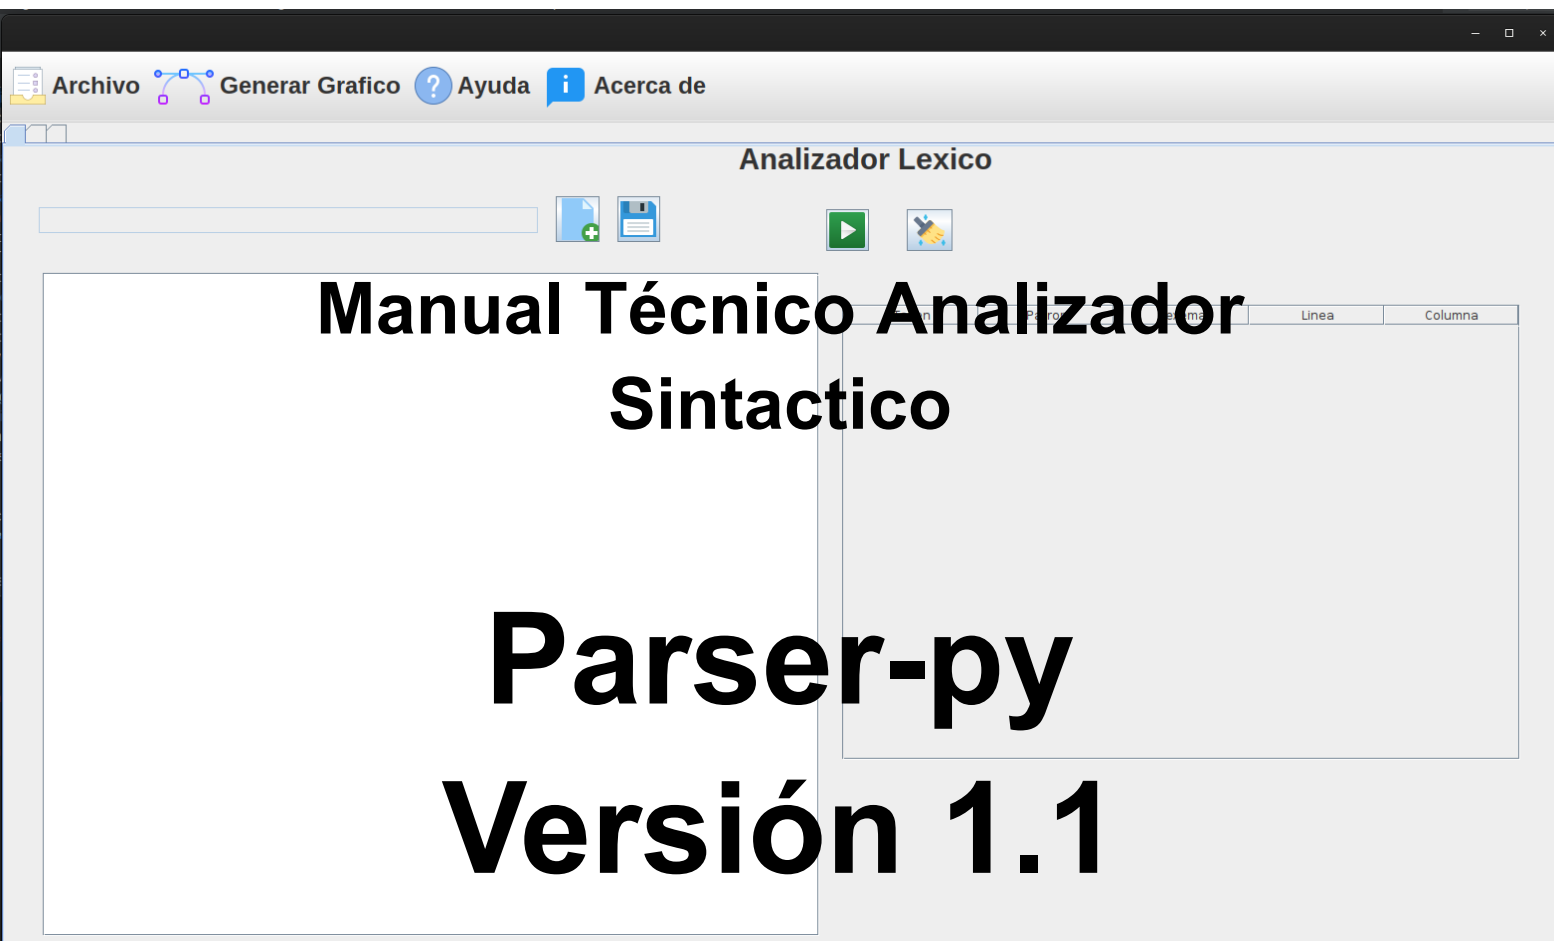 Archivo Generar Grafico Ayuda Acerca de
Analizador Lexico
Manual Técnico Analizador
Linea Columna
Sintactico
Parser-py
Versión 1.1